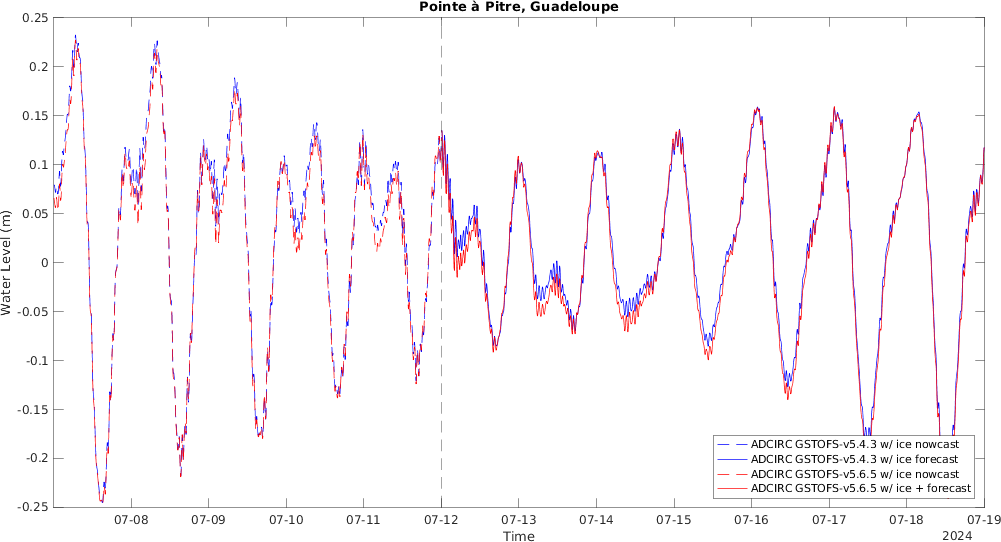 Pointe à Pitre, Guadeloupe
0.25
0.2
0.15
0.1
0.05
0
-0.05
-0.1
-0.15
-0.2
-0.25
Water Level (m)
ADCIRC GSTOFS-v5.4.3 w/ ice nowcast
ADCIRC GSTOFS-v5.4.3 w/ ice forecast
ADCIRC GSTOFS-v5.6.5 w/ ice nowcast
ADCIRC GSTOFS-v5.6.5 w/ ice + forecast
07-08 07-09 07-10 07-11 07-12 07-13 07-14 07-15 07-16 07-17 07-18 07-19
Time
2024